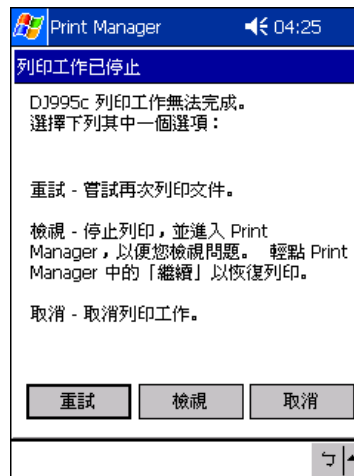 Print Manager 04:25
列印工作已停止
DJ995c 列印工作無法完成。
選擇下列其中一個選項：
重試 - 嘗試再次列印文件。
檢視 - 停止列印，並進入 Print
Manager，以便您檢視問題。 輕點 Print
Manager 中的「繼續」以恢復列印。
取消 - 取消列印工作。
重試 檢視 取消
ㄅ